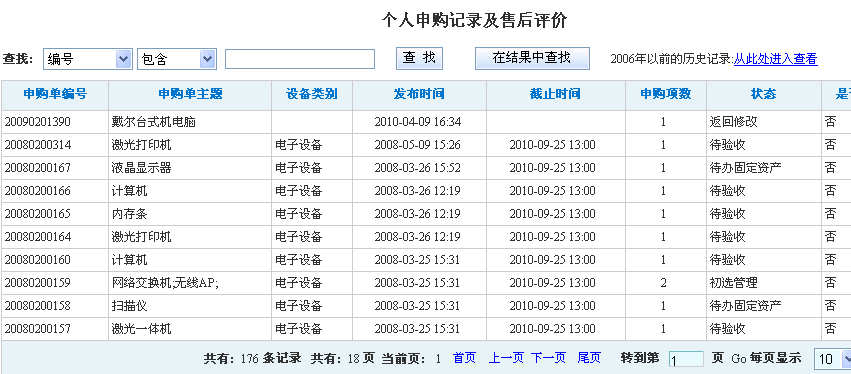 个人申购记录及售后评价
查找: 编号 包含 查 找 在结果中查找 2006年以前的历史记录:从此处进入查看
申购单编号 申购单主题 设备类别 发布时间 截止时间 申购项数 状态 是
20090201390 戴尔台式机电脑 2010-04-09 16:34 1 返回修改 否
20080200314 激光打印机 电子设备 2008-05-09 15:26 2010-09-25 13:00 1 待验收 否
20080200167 液晶显示器 电子设备 2008-03-26 15:52 2010-09-25 13:00 1 待办固定资产 否
20080200166 计算机 电子设备 2008-03-26 12:19 2010-09-25 13:00 1 待验收 否
20080200165 内存条 电子设备 2008-03-26 12:19 2010-09-25 13:00 1 待验收 否
20080200164 激光打印机 电子设备 2008-03-26 12:19 2010-09-25 13:00 1 待验收 否
20080200160 计算机 电子设备 2008-03-25 15:31 2010-09-25 13:00 1 待验收 否
20080200159 网络交换机;无线AP; 电子设备 2008-03-25 15:31 2010-09-25 13:00 2 初选管理 否
20080200158 扫描仪 电子设备 2008-03-25 15:31 2010-09-25 13:00 1 待办固定资产 否
20080200157 激光一体机 电子设备 2008-03-25 15:31 2010-09-25 13:00 1 待验收 否
共有: 176 条记录 共有: 18 页 当前页: 1 首页 上一页 下一页 尾页 转到第 1 页 Go 每页显示 10